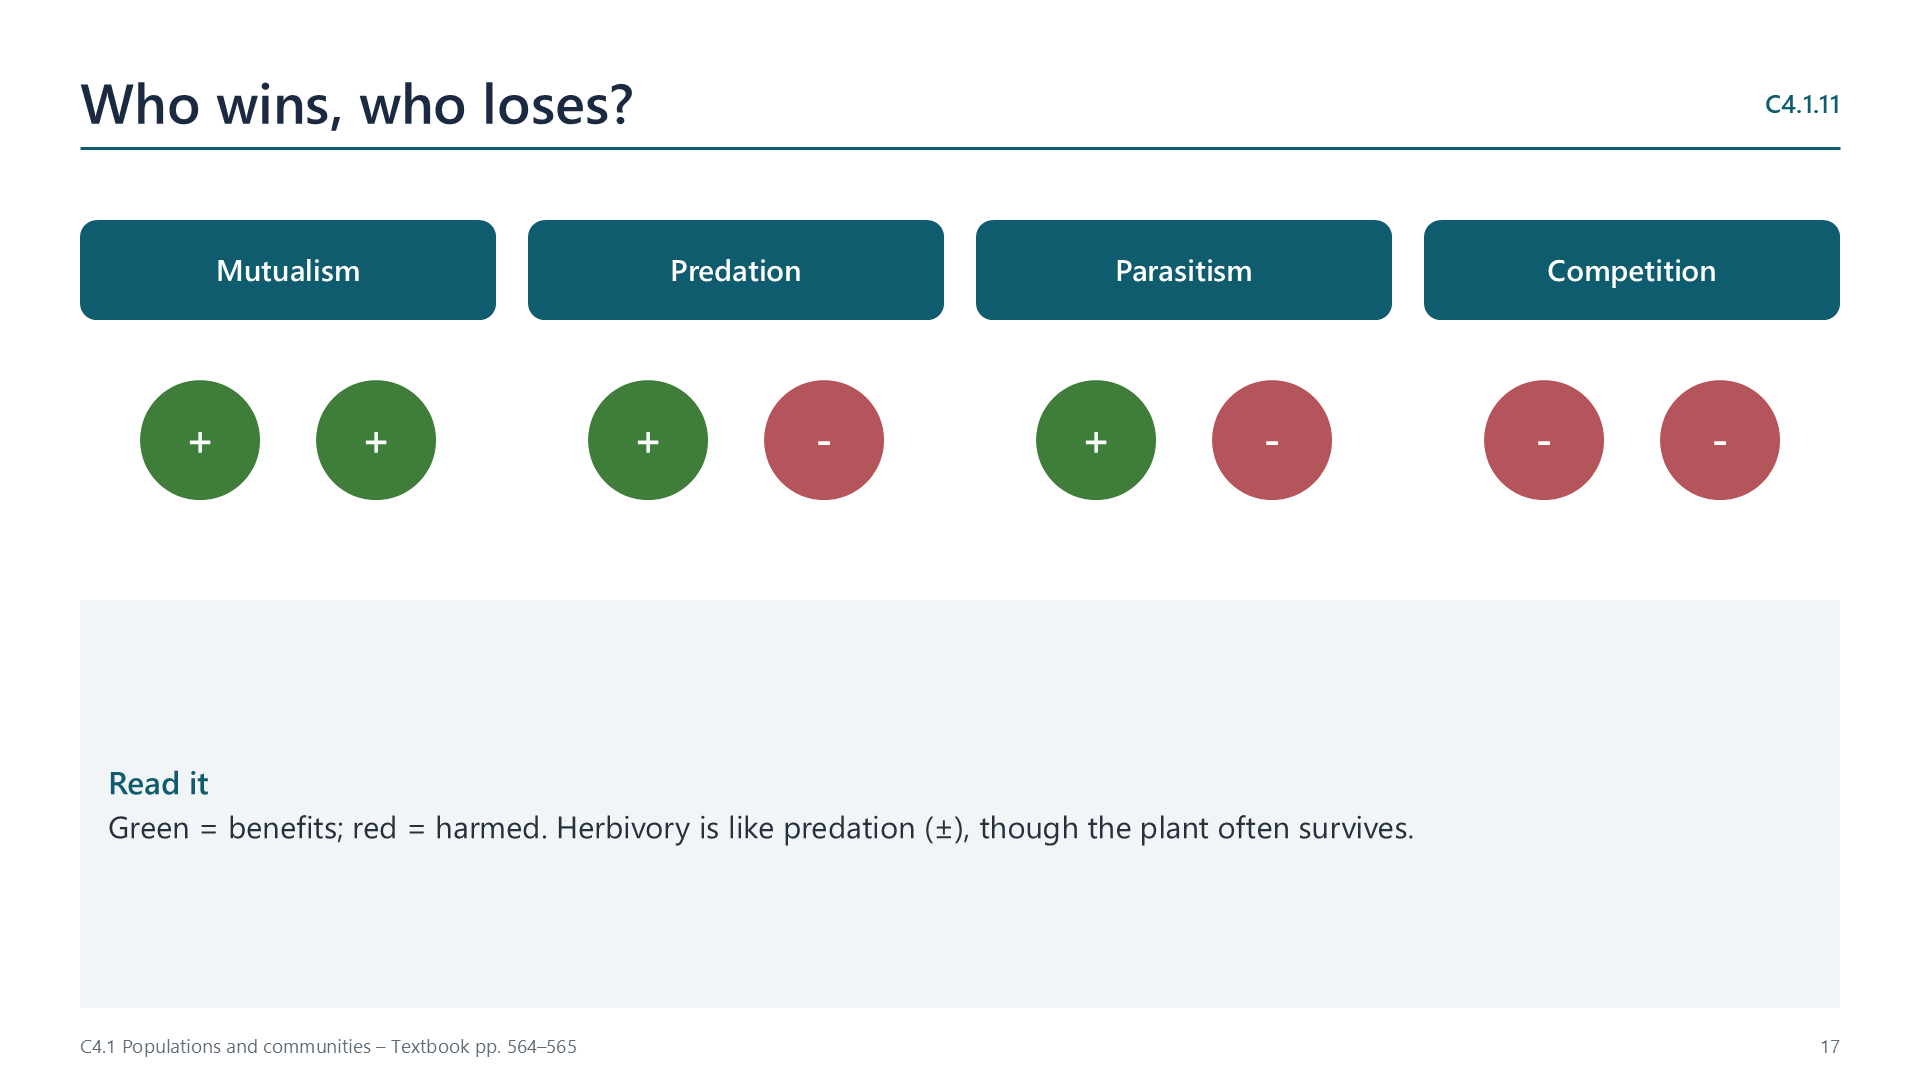 Who wins, who loses?
C4.1.11
Mutualism
Predation
Parasitism
Competition
+ + + - + - - -
Read it
Green = benefits; red = harmed. Herbivory is like predation (±), though the plant often survives.
C4.1 Populations and communities – Textbook pp. 564–565
17